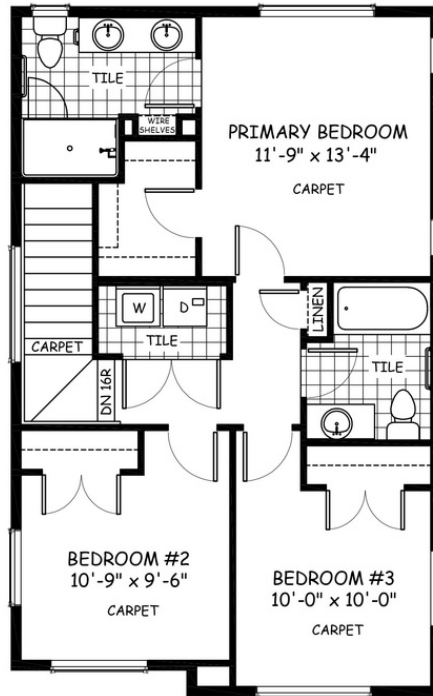 TILE
WIRE
SHELVES
PRIMARY BEDROOM
11'-9" x 13'-4"
CARPET
W
D
TILE
LINEN
CARPET
DN 16R
TILE
BEDROOM #2
10'-9" x 9'-6"
CARPET
BEDROOM #3
10'-0" x 10'-0"
CARPET